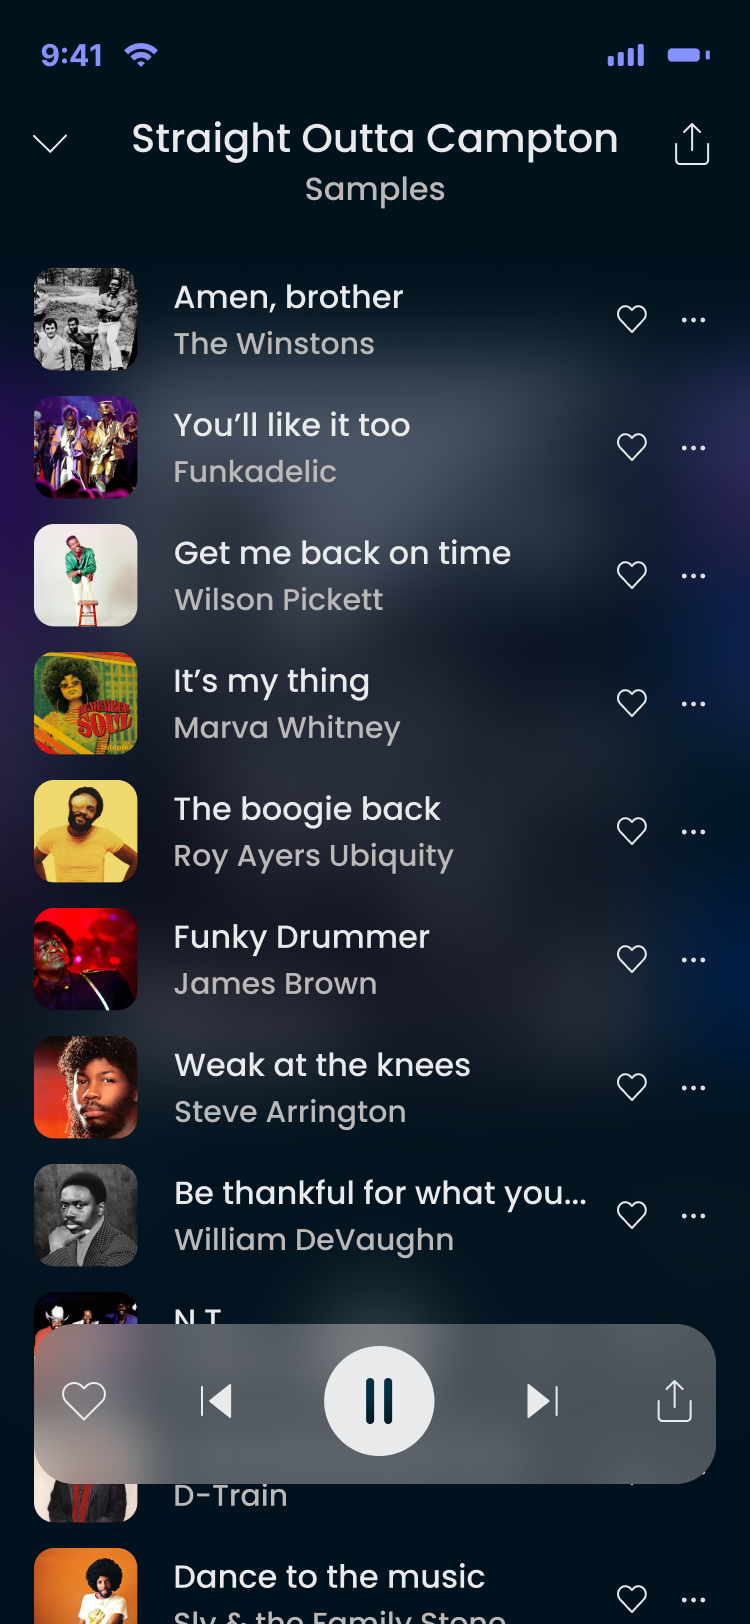 9:41
Straight Outta Campton
Samples
Amen, brother
The Winstons
You’ll like it too
Funkadelic
Get me back on time
Wilson Pickett
SOUL
It’s my thing
Marva Whitney
The boogie back
Roy Ayers Ubiquity
Funky Drummer
James Brown
Weak at the knees
Steve Arrington
Be thankful for what you...
William DeVaughn
N.T.
D-Train
Dance to the music
Sly & the Family Stone